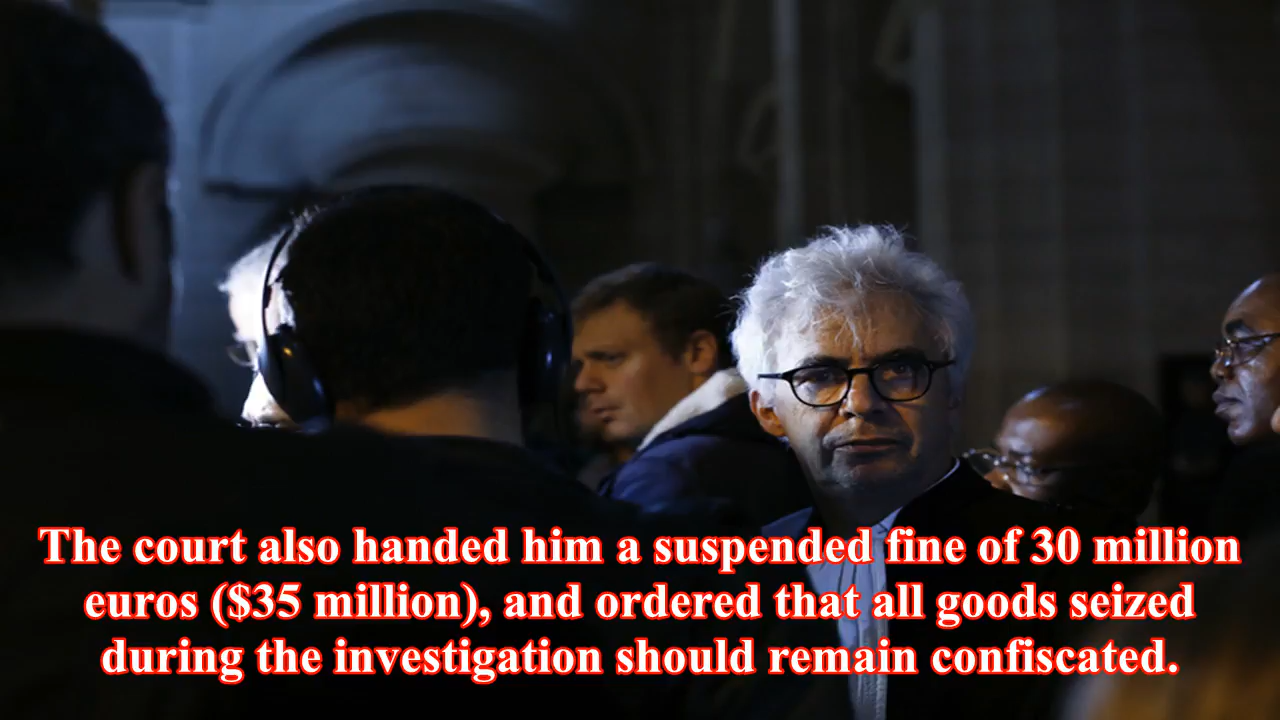 The court also handed him a suspended fine of 30 million
euros ($35 million), and ordered that all goods seized
during the investigation should remain confiscated.